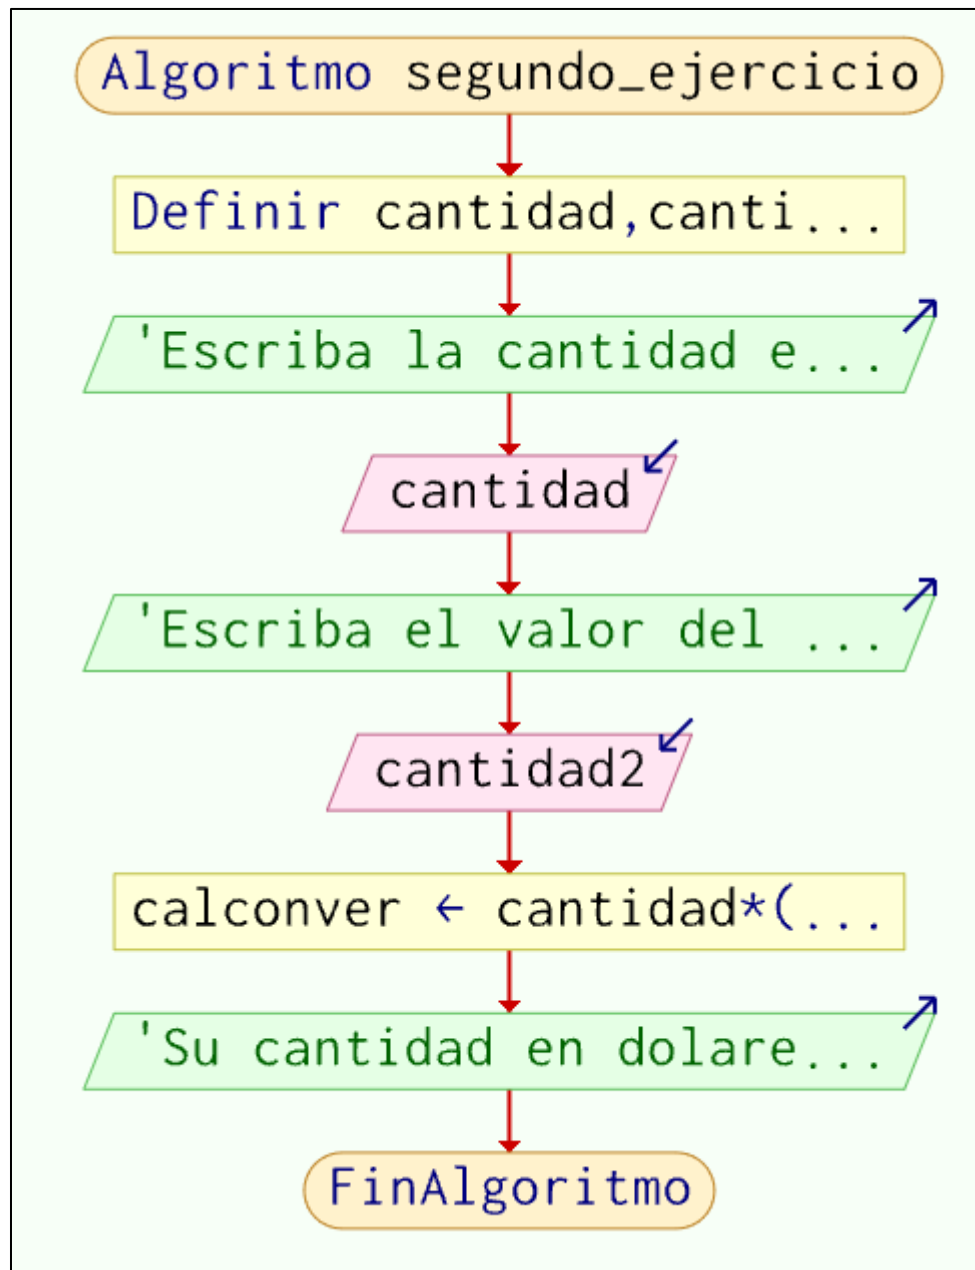 Algoritmo segundo_ejercicio
Definir cantidad,canti...
'Escriba la cantidad e...
cantidad
'Escriba el valor del ...
cantidad2
calconver ← cantidad*(...
'Su cantidad en dolare...
FinAlgoritmo